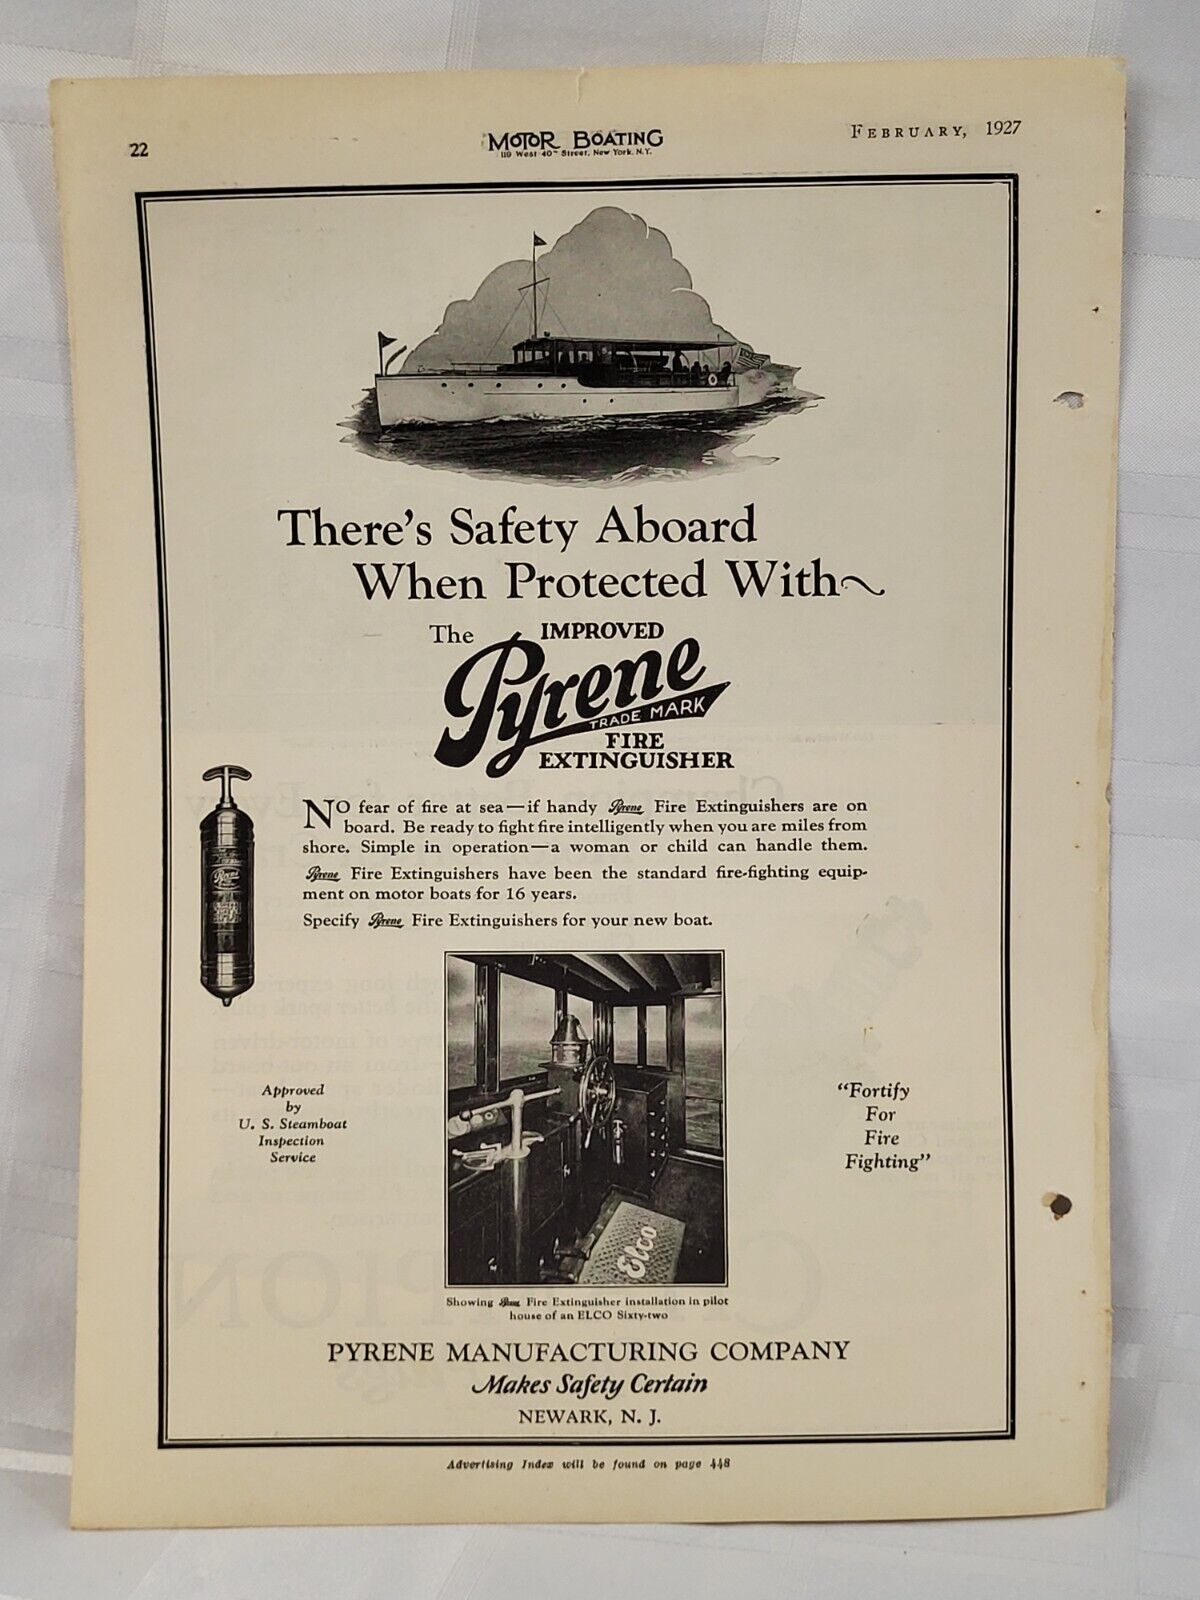 22
MOTOR BOATING
119 West 40th Street, New York, N.Y.
FEBRUARY, 1927
There's Safety Aboard
When Protected With
The IMPROVED
Pyrene
TRADE MARK
FIRE
EXTINGUISHER
NO fear of fire at sea—if handy Pyrene Fire Extinguishers are on
board. Be ready to fight fire intelligently when you are miles from
shore. Simple in operation—a woman or child can handle them.
Pyrene Fire Extinguishers have been the standard fire-fighting equip-
ment on motor boats for 16 years.
Specify Pyrene Fire Extinguishers for your new boat.
Pyrene
Approved
by
U. S. Steamboat
Inspection
Service
"Fortify
For
Fire
Fighting"
Elco
Showing Pyrene Fire Extinguisher installation in pilot
house of an ELCO Sixty-two
PYRENE MANUFACTURING COMPANY
Makes Safety Certain
NEWARK, N. J.
Advertising Index will be found on page 448